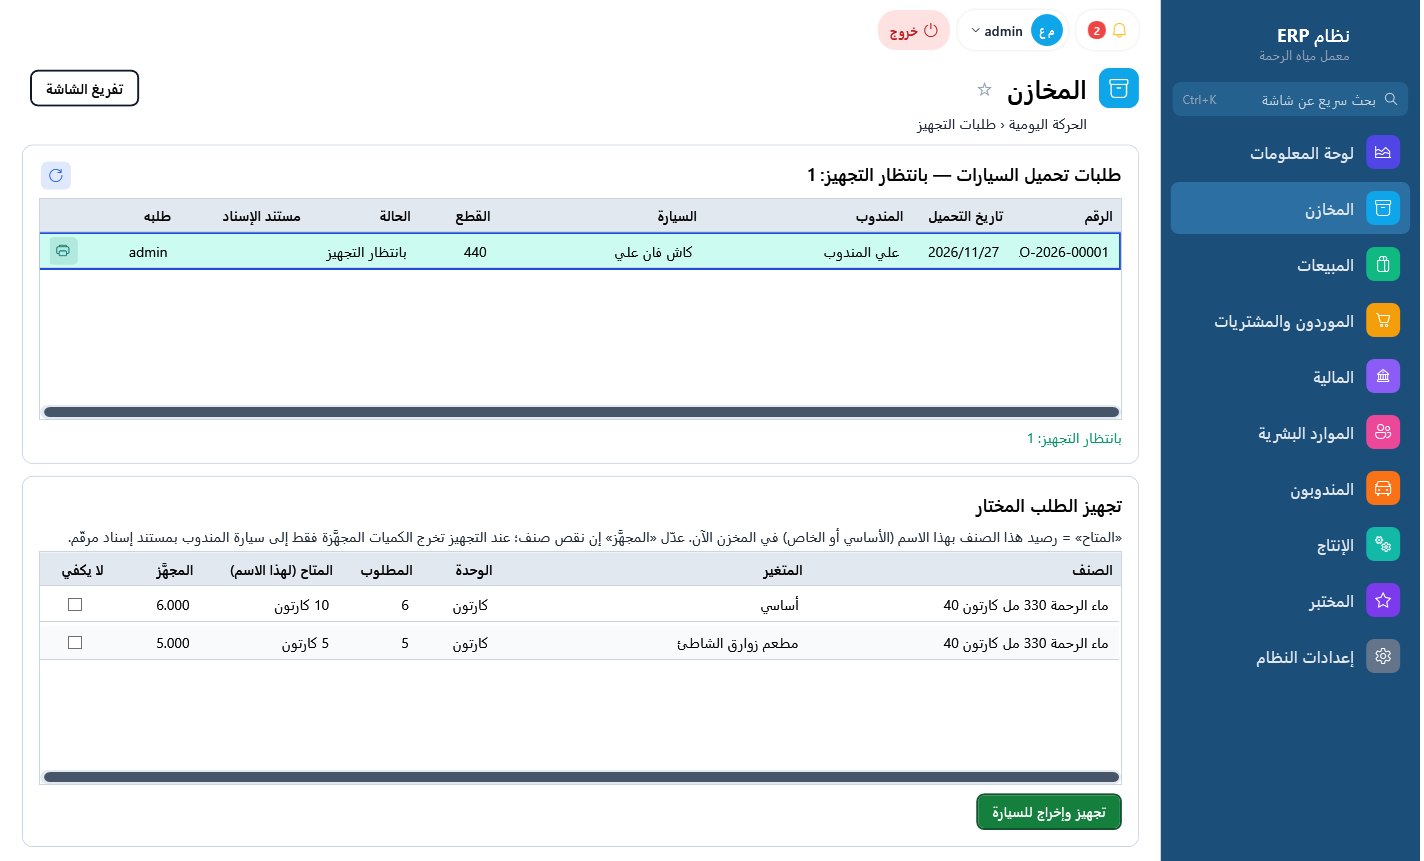 نظام ERP
معمل مياه الرحمة
بحث سريع عن شاشة Ctrl+K
لوحة المعلومات
المخازن
المبيعات
الموردون والمشتريات
المالية
الموارد البشرية
المندوبون
الإنتاج
المختبر
إعدادات النظام
2
م ع admin
خروج
المخازن
تفريغ الشاشة
الحركة اليومية › طلبات التجهيز
طلبات تحميل السيارات — بانتظار التجهيز: 1
الرقم تاريخ التحميل المندوب السيارة القطع الحالة مستند الإسناد طلبه
O-2026-00001 2026/11/27 علي المندوب كاش فان علي 440 بانتظار التجهيز admin
بانتظار التجهيز: 1
تجهيز الطلب المختار
«المتاح» = رصيد هذا الصنف بهذا الاسم (الأساسي أو الخاص) في المخزن الآن. عدّل «المجهَّز» إن نقص صنف؛ عند التجهيز تخرج الكميات المجهَّزة فقط إلى سيارة المندوب بمستند إسناد مرقّم.
الصنف المتغير الوحدة المطلوب المتاح (لهذا الاسم) المجهَّز لا يكفي
ماء الرحمة 330 مل كارتون 40 أساسي كارتون 6 10 كارتون 6.000
ماء الرحمة 330 مل كارتون 40 مطعم زوارق الشاطئ كارتون 5 5 كارتون 5.000
تجهيز وإخراج للسيارة